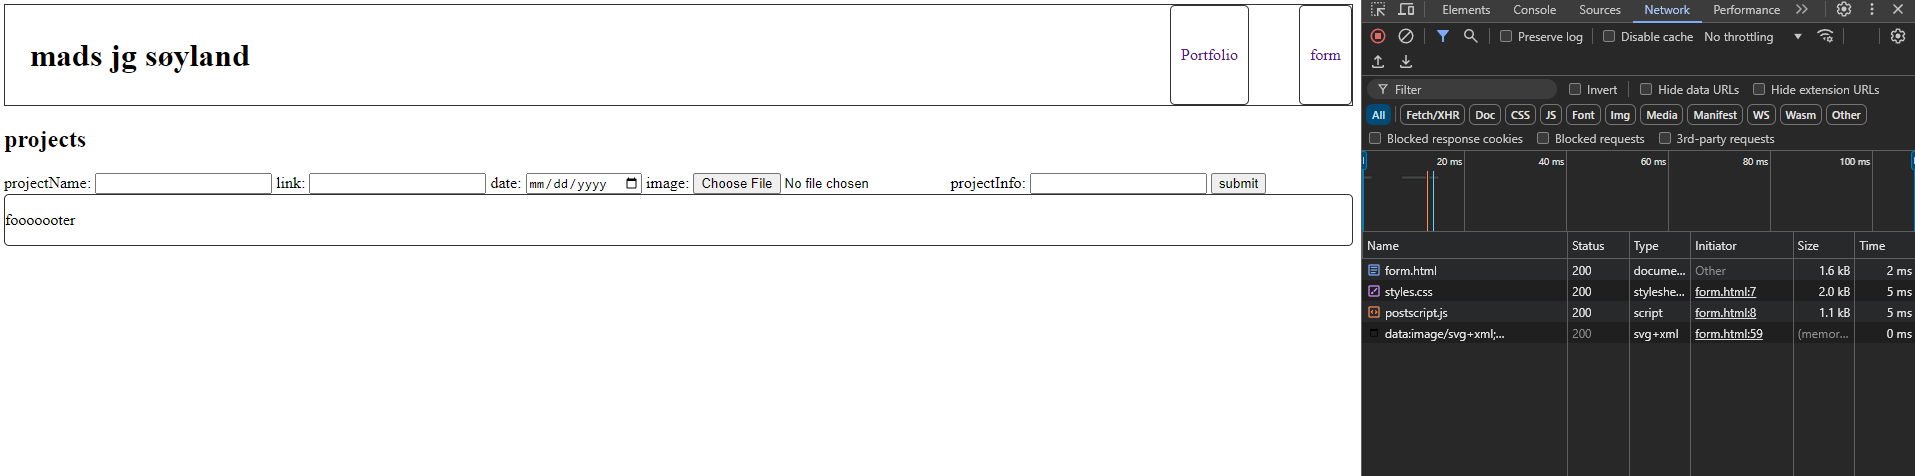 mads jg søyland
Portfolio
form
projects
projectName: link: date: mm/dd/yyyy image: Choose File No file chosen projectInfo: submit
fooooooter
Elements Console Sources Network Performance
Preserve log Disable cache No throttling
Filter Invert Hide data URLs Hide extension URLs
All Fetch/XHR Doc CSS JS Font Img Media Manifest WS Wasm Other
Blocked response cookies Blocked requests 3rd-party requests
20 ms 40 ms 60 ms 80 ms 100 ms
Name Status Type Initiator Size Time
form.html 200 docume... Other 1.6 kB 2 ms
styles.css 200 styleshe... form.html:7 2.0 kB 5 ms
postscript.js 200 script form.html:8 1.1 kB 5 ms
data:image/svg+xml;... 200 svg+xml form.html:59 (memor... 0 ms